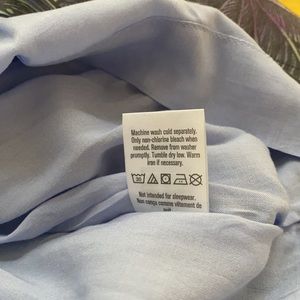 Machine wash cold separately.
Only non-chlorine bleach when
needed. Remove from washer
promptly. Tumble dry low. Warm
iron if necessary.
30
Not intended for sleepwear.
Non conçu comme vêtement de